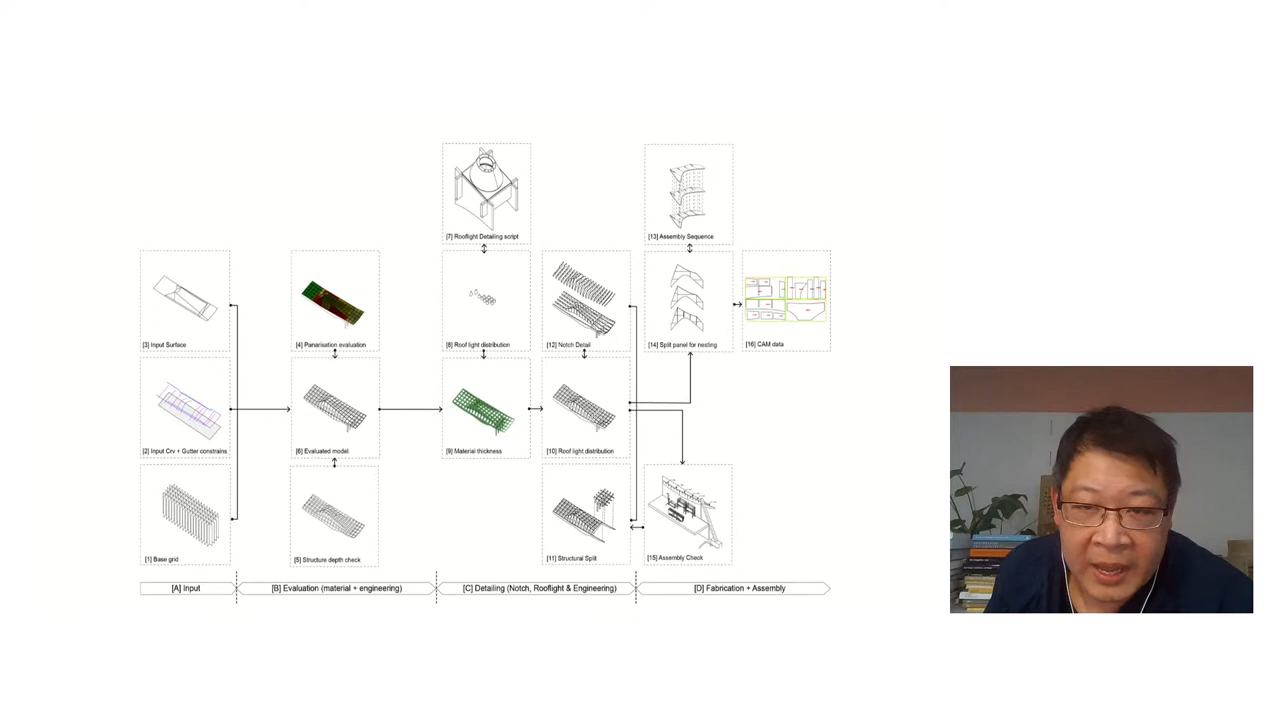 [7] Rooflight Detailing script
[13] Assembly Sequence
[3] Input Surface
[4] Panarisation evaluation
[8] Roof light distribution
[12] Notch Detail
[14] Split panel for nesting
[16] CAM data
[2] Input Crv + Gutter constrains
[6] Evaluated model
[9] Material thickness
[10] Roof light distribution
[1] Base grid
[5] Structure depth check
[11] Structural Split
[15] Assembly Check
[A] Input
[B] Evaluation (material + engineering)
[C] Detailing (Notch, Rooflight & Engineering)
[D] Fabrication + Assembly